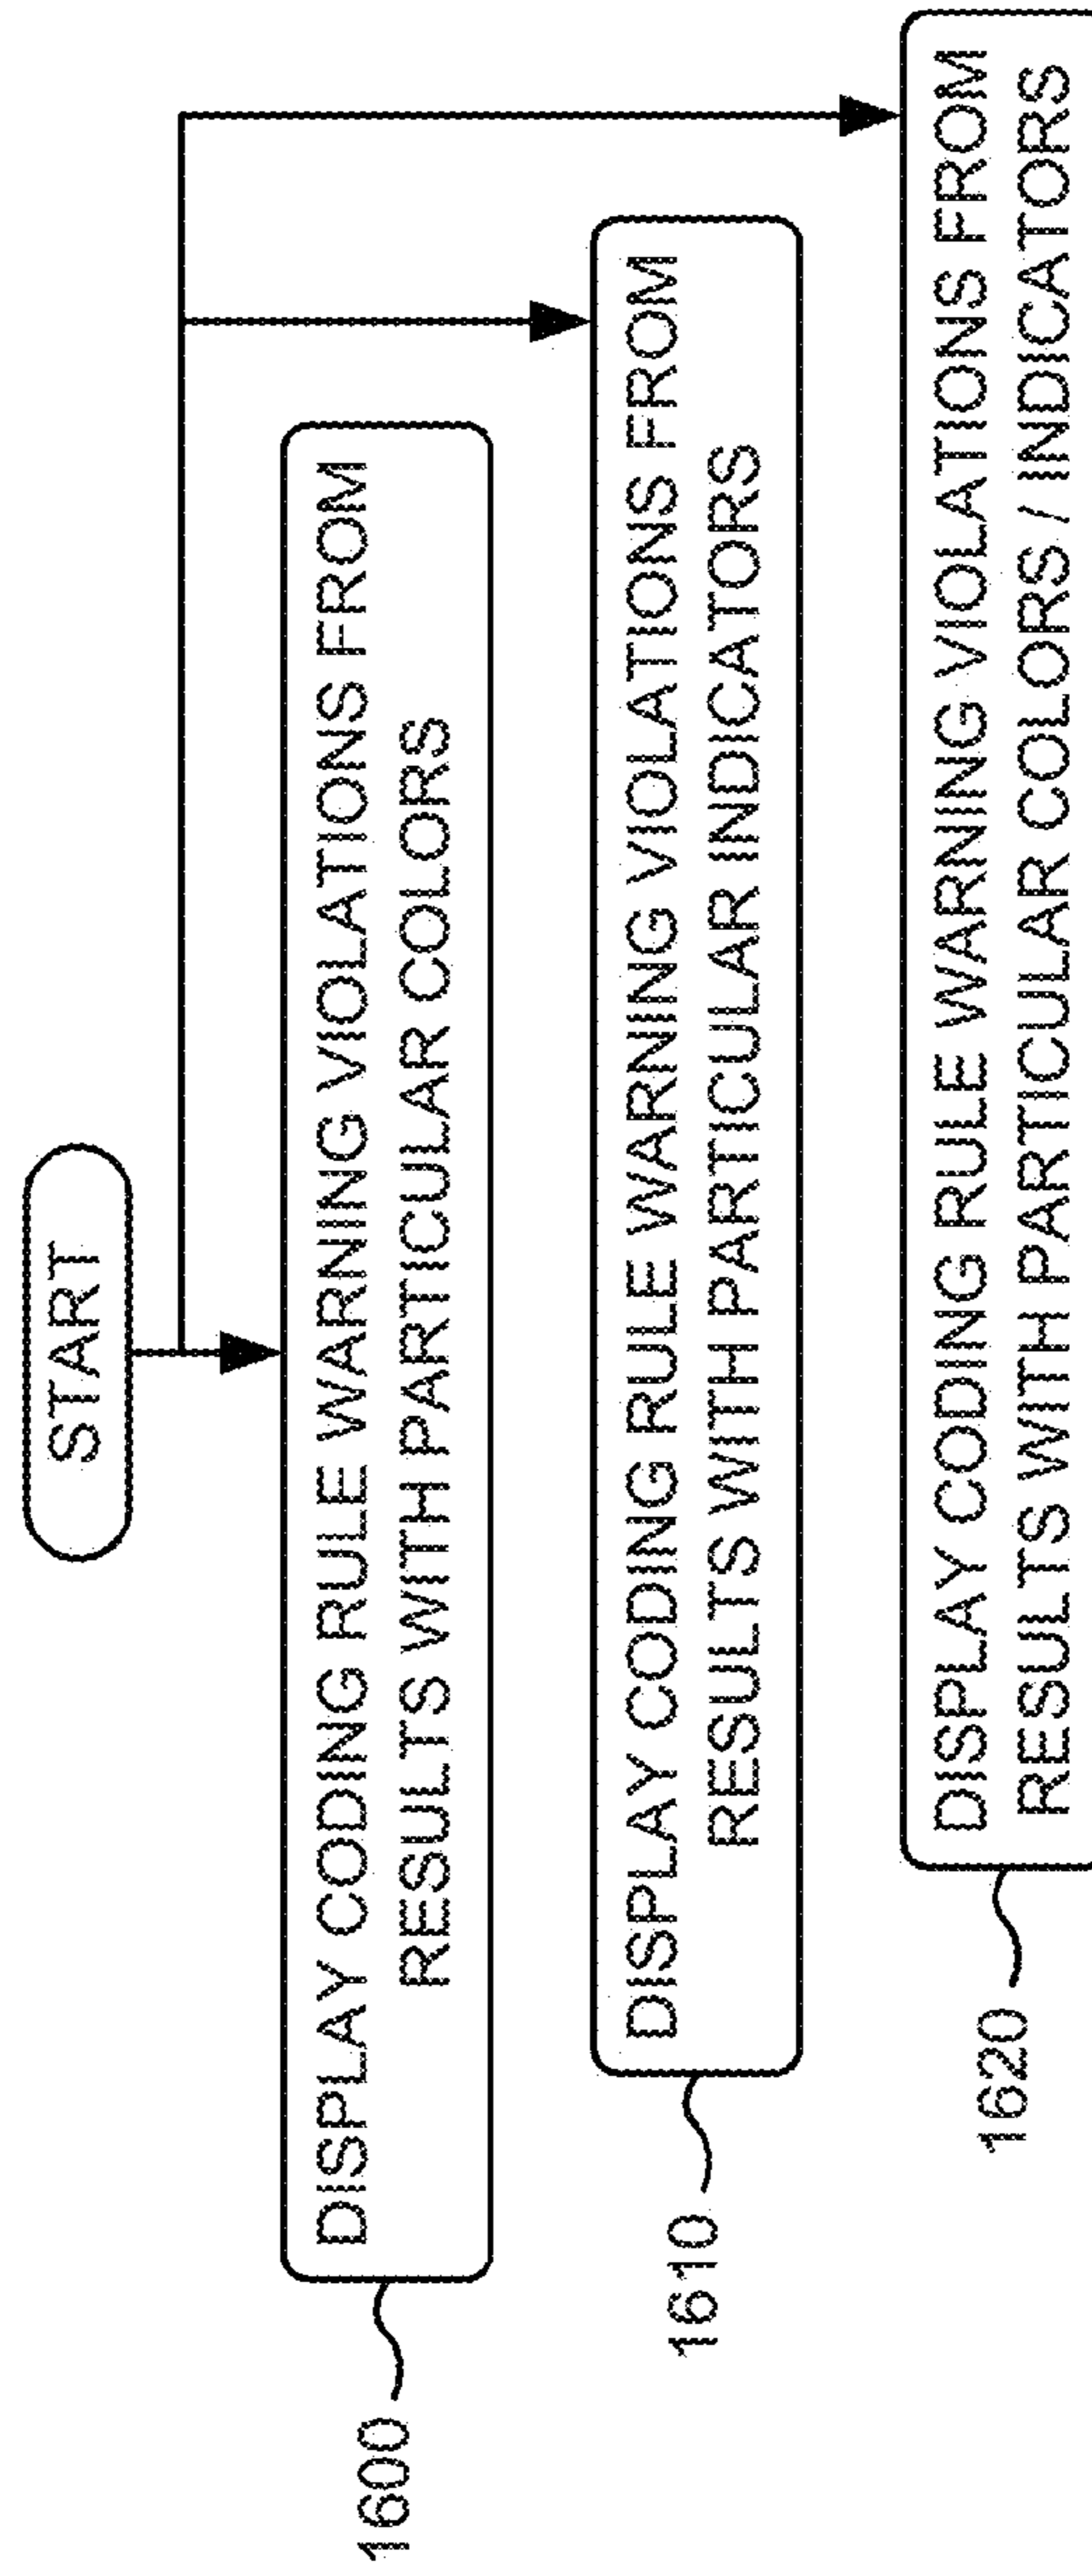 START
DISPLAY CODING RULE WARNING VIOLATIONS FROM
RESULTS WITH PARTICULAR COLORS
1600
DISPLAY CODING RULE WARNING VIOLATIONS FROM
RESULTS WITH PARTICULAR INDICATORS
1610
DISPLAY CODING RULE WARNING VIOLATIONS FROM
RESULTS WITH PARTICULAR COLORS / INDICATORS
1620